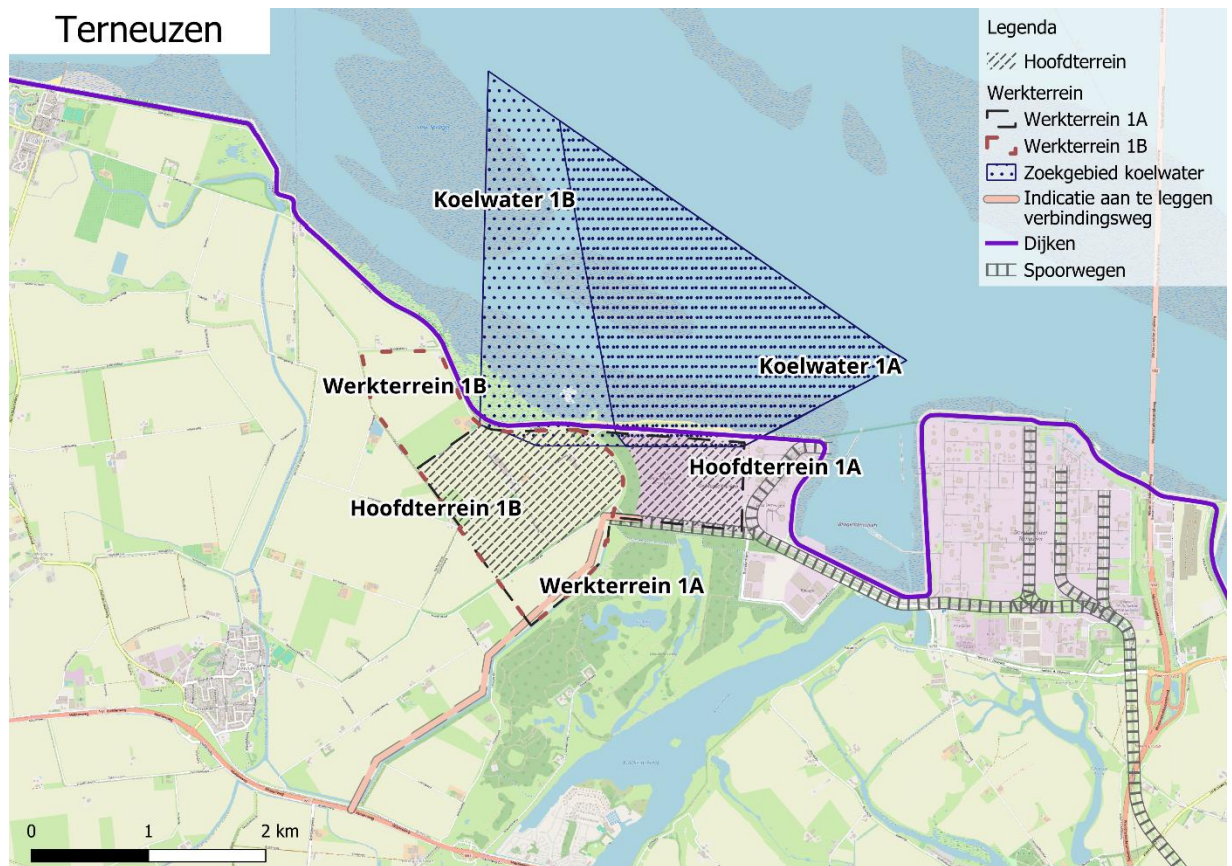 Terneuzen
Legenda
Hoofdterrein
Werkterrein
Werkterrein 1A
Werkterrein 1B
Zoekgebied koelwater
Indicatie aan te leggen
verbindingsweg
Dijken
Spoorwegen
Koelwater 1B
Koelwater 1A
Werkterrein 1B
Hoofdterrein 1A
Hoofdterrein 1B
Werkterrein 1A
0 1 2 km